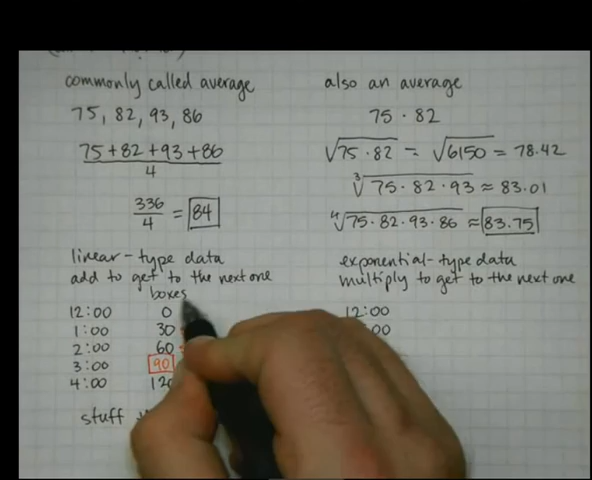 commonly called average
75, 82, 93, 86
75+82+93+86
4
336
4
= 84
linear-type data
add to get to the next one
boxes
12:00 0
1:00 30
2:00 60
3:00 90
4:00 120
stuff
also an average
75 · 82
√75·82 = √6150 = 78.42
∛75·82·93 ≈ 83.01
∜75·82·93·86 ≈ 83.75
exponential-type data
multiply to get to the next one
12:00
:00